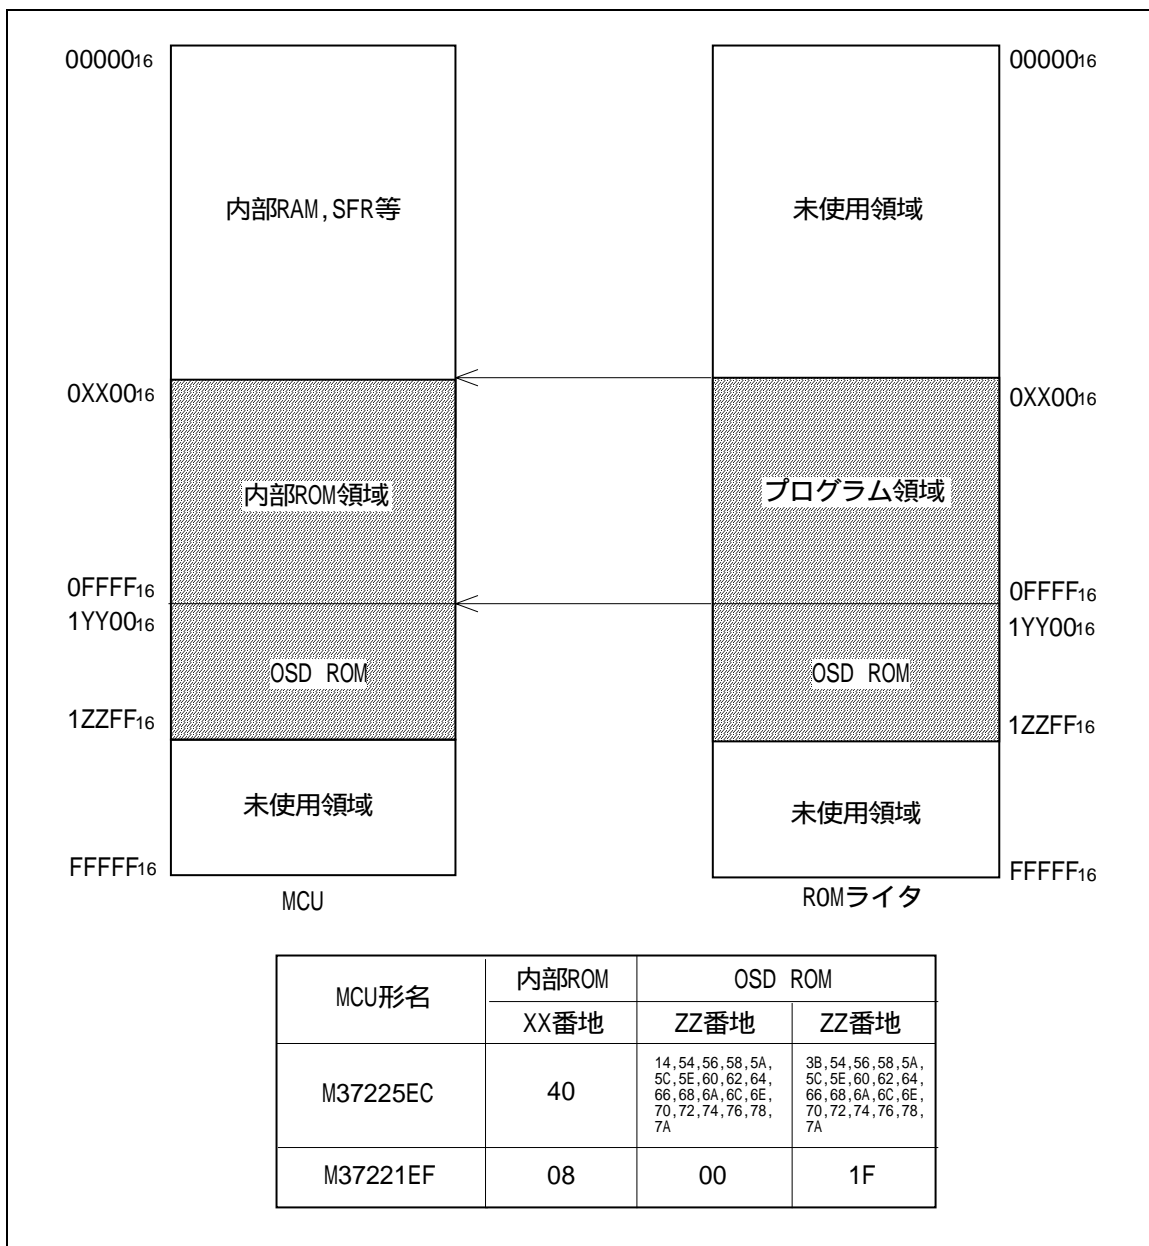 00000₁₆
内部RAM,SFR等
0XX00₁₆
内部ROM領域
0FFFF₁₆
1YY00₁₆
OSD ROM
1ZZFF₁₆
未使用領域
FFFFF₁₆
MCU
00000₁₆
未使用領域
0XX00₁₆
プログラム領域
0FFFF₁₆
1YY00₁₆
OSD ROM
1ZZFF₁₆
未使用領域
FFFFF₁₆
ROMライタ
MCU形名
内部ROM
OSD ROM
XX番地
ZZ番地
ZZ番地
M37225EC
40
14,54,56,58,5A,
5C,5E,60,62,64,
66,68,6A,6C,6E,
70,72,74,76,78,
7A
3B,54,56,58,5A,
5C,5E,60,62,64,
66,68,6A,6C,6E,
70,72,74,76,78,
7A
M37221EF
08
00
1F